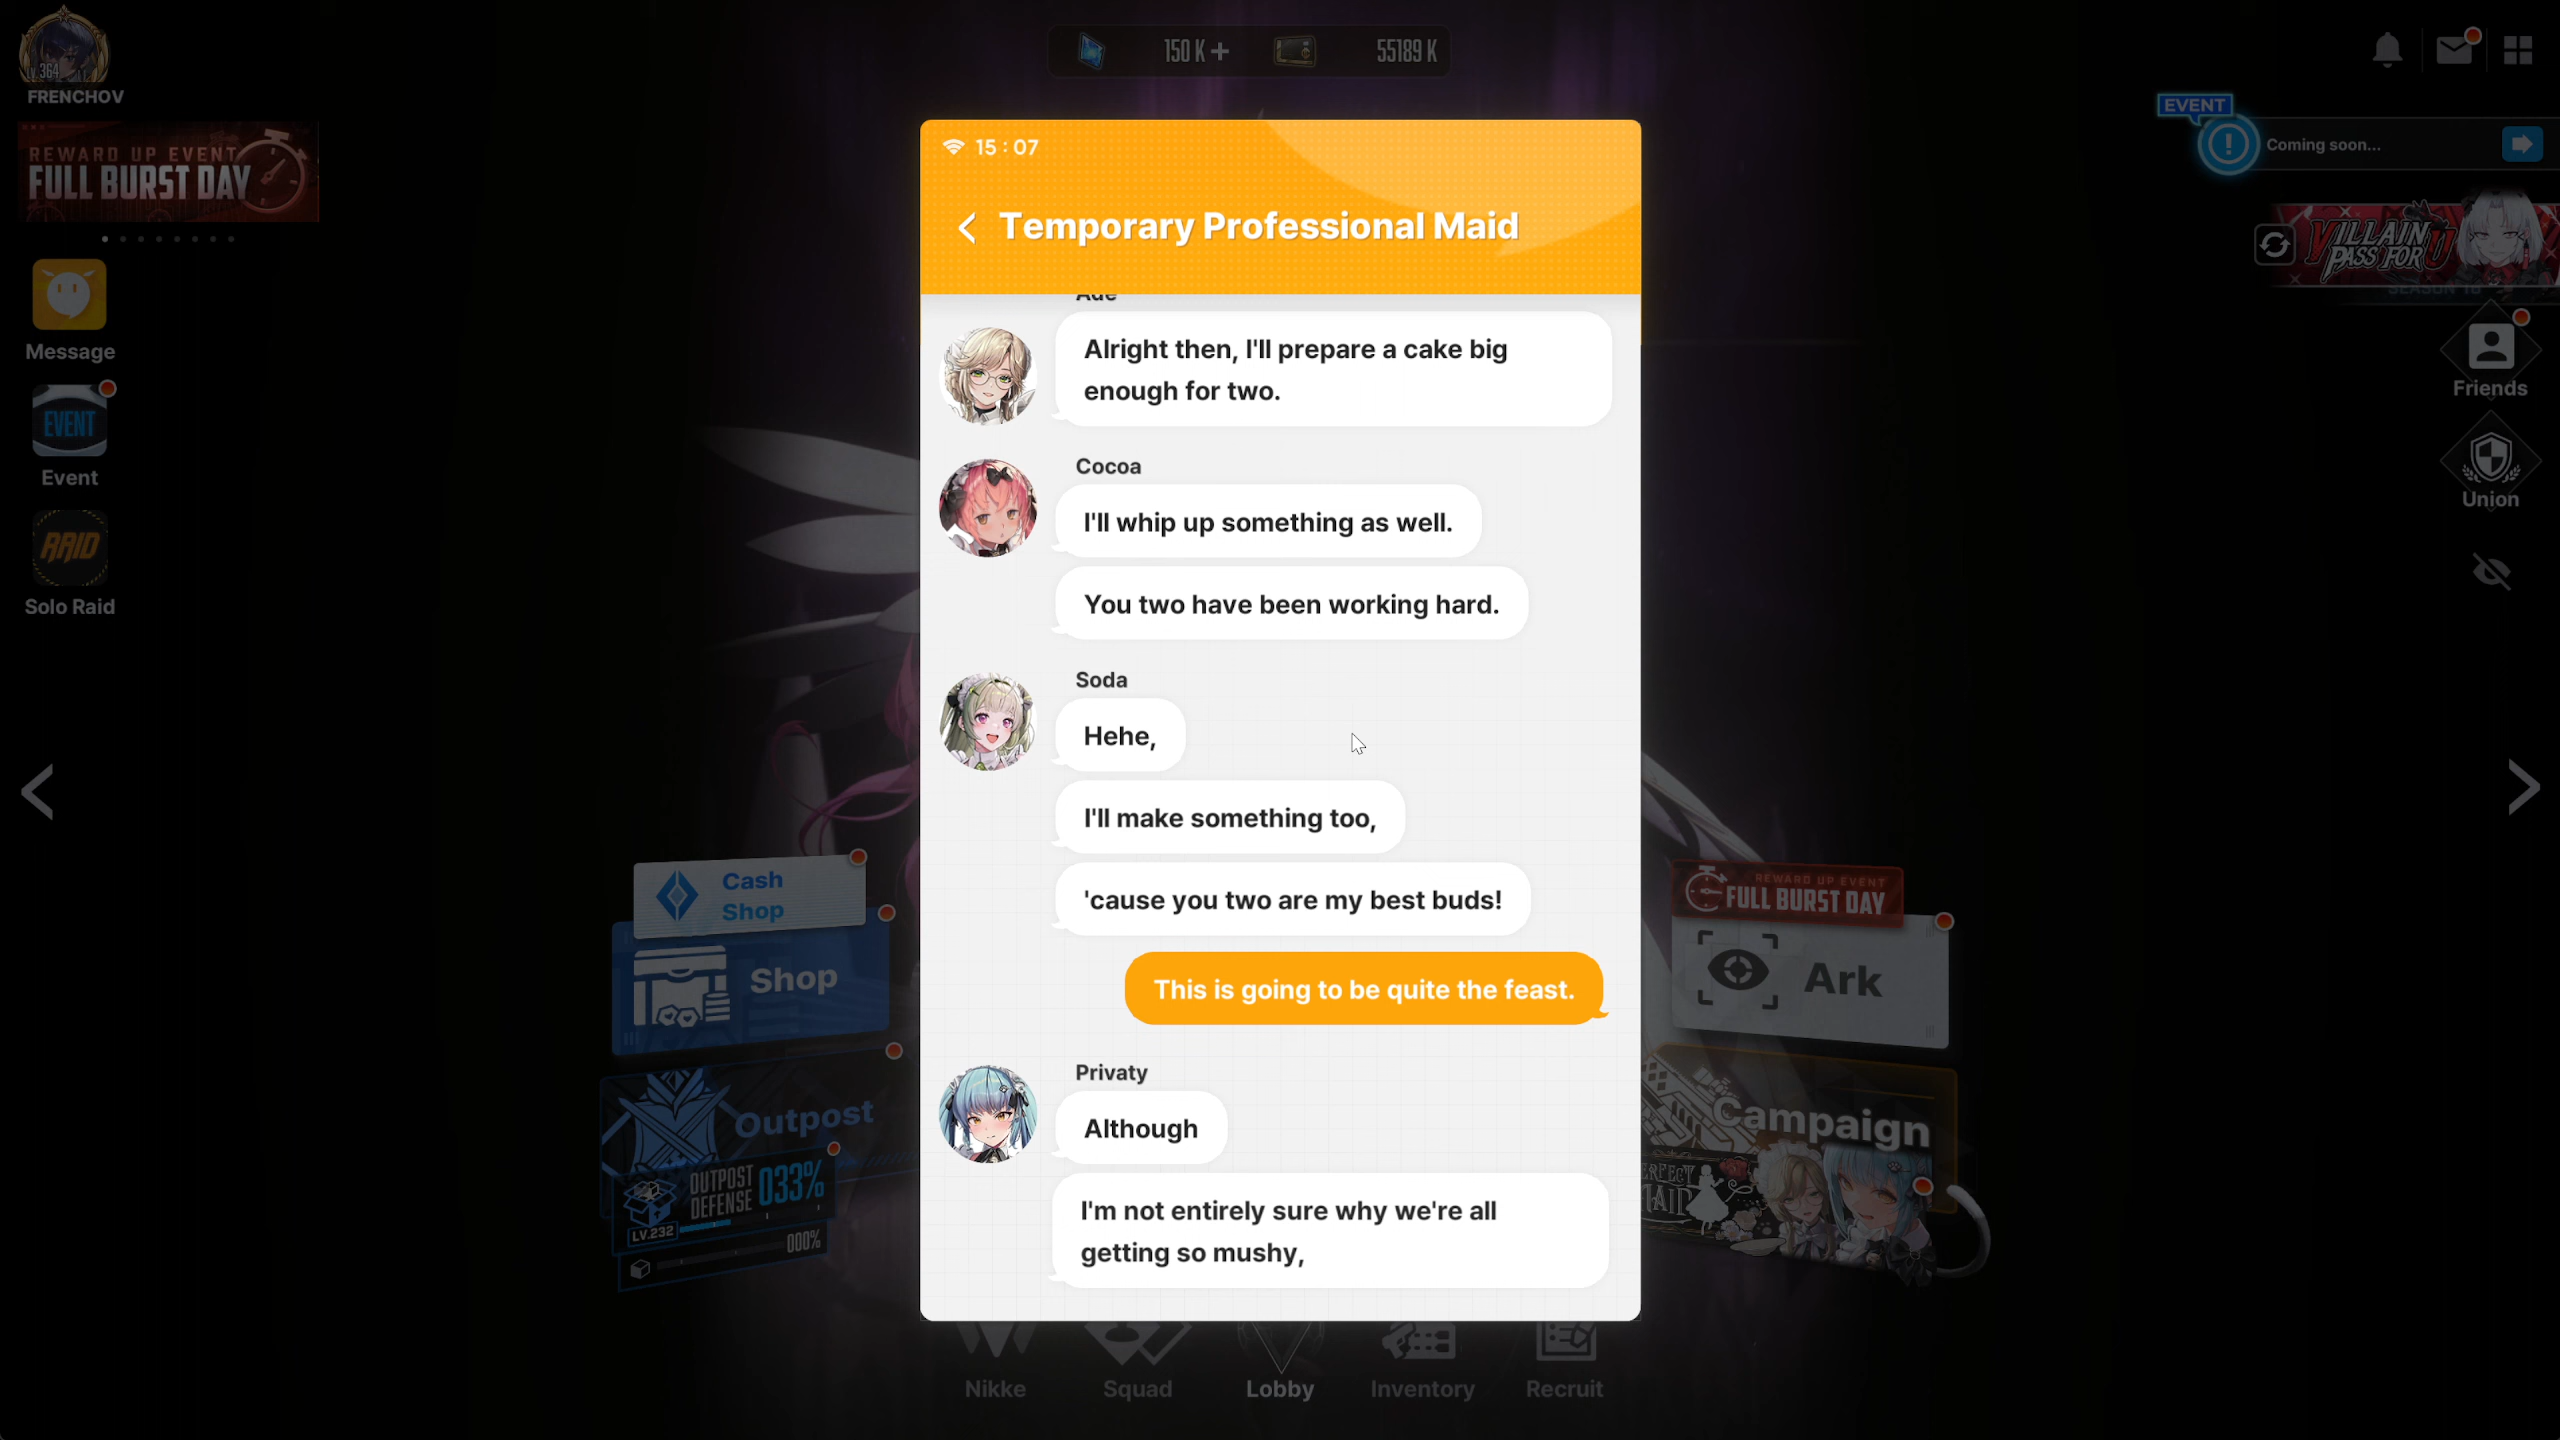 LV.364
FRENCHOV
150 K +
55189 K
REWARD UP EVENT
FULL BURST DAY
Message
EVENT
Event
RAID
Solo Raid
EVENT
Coming soon...
VILLAIN
PASS FOR U
SEASON 18
Friends
Union
15 : 07
Temporary Professional Maid
Ade
Alright then, I'll prepare a cake big
enough for two.
Cocoa
I'll whip up something as well.
You two have been working hard.
Soda
Hehe,
I'll make something too,
'cause you two are my best buds!
This is going to be quite the feast.
Privaty
Although
I'm not entirely sure why we're all
getting so mushy,
Cash
Shop
Shop
Outpost
OUTPOST
DEFENSE
033%
LV.232
000%
REWARD UP EVENT
FULL BURST DAY
Ark
Campaign
Nikke
Squad
Lobby
Inventory
Recruit